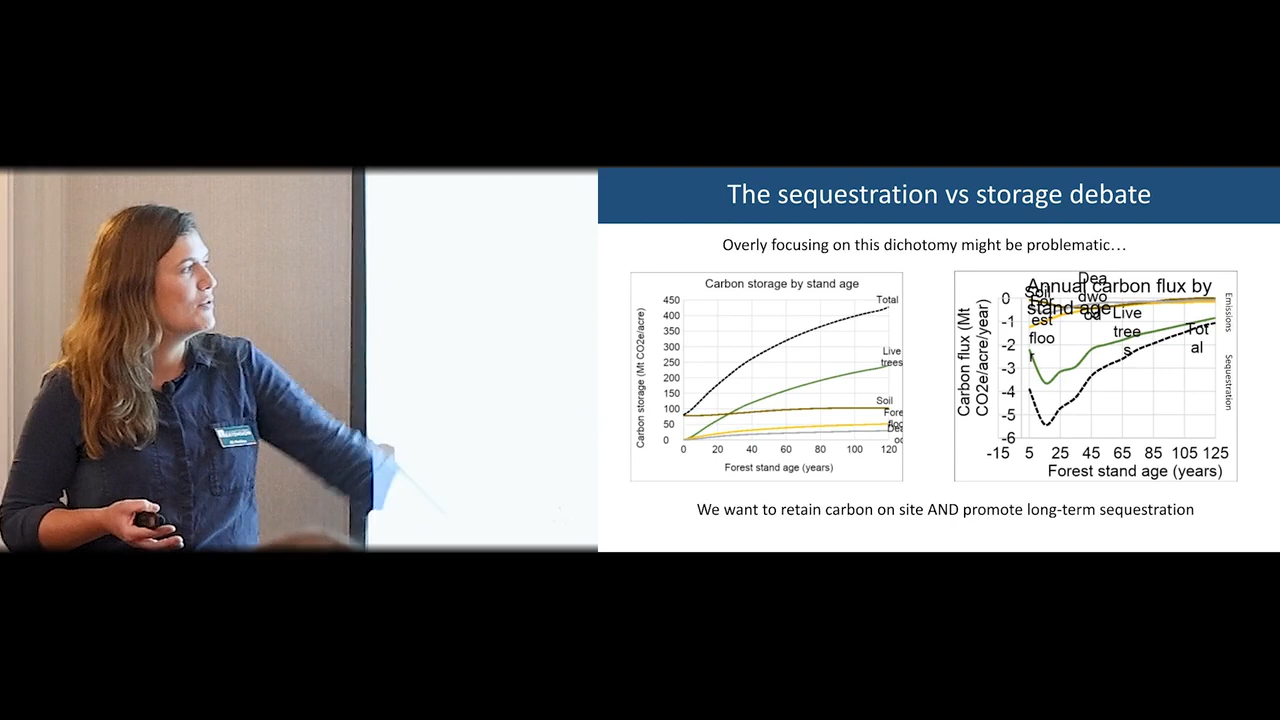 The sequestration vs storage debate
Overly focusing on this dichotomy might be problematic…
Carbon storage by stand age
Carbon storage (Mt CO2e/acre)
450
400
350
300
250
200
150
100
50
0
0 20 40 60 80 100 120
Forest stand age (years)
Total
Live
trees
Soil
Fore
floo
Dea
oc
Annual carbon flux by
stand age
Carbon flux (Mt
CO2e/acre/year)
0
-1
-2
-3
-4
-5
-6
-15 5 25 45 65 85 105 125
Forest stand age (years)
Soil
For
est
floo
r
Dea
dwo
od
Live
tree
s
Tot
al
Emissions
Sequestration
We want to retain carbon on site AND promote long-term sequestration